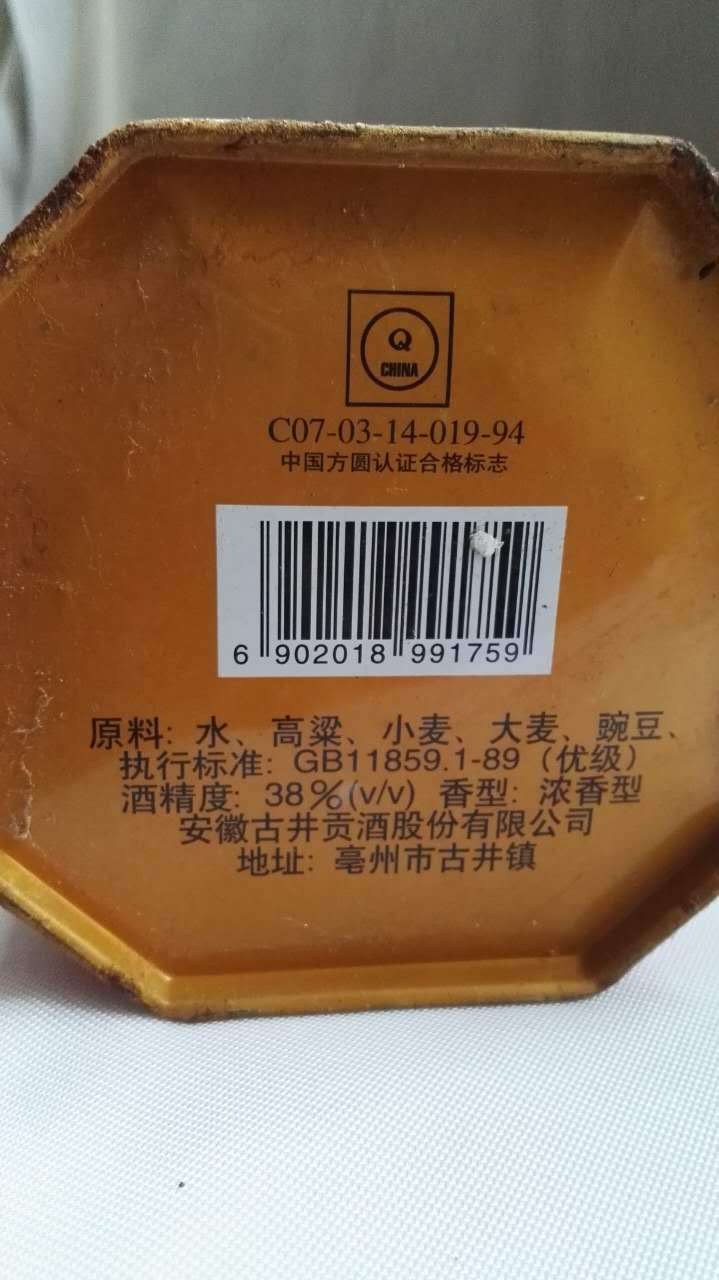 Q
CHINA
C07-03-14-019-94
中国方圆认证合格标志
6 902018 991759
原料: 水、高粱、小麦、大麦、豌豆、
执行标准: GB11859.1-89 (优级)
酒精度: 38%(v/v) 香型: 浓香型
安徽古井贡酒股份有限公司
地址: 亳州市古井镇